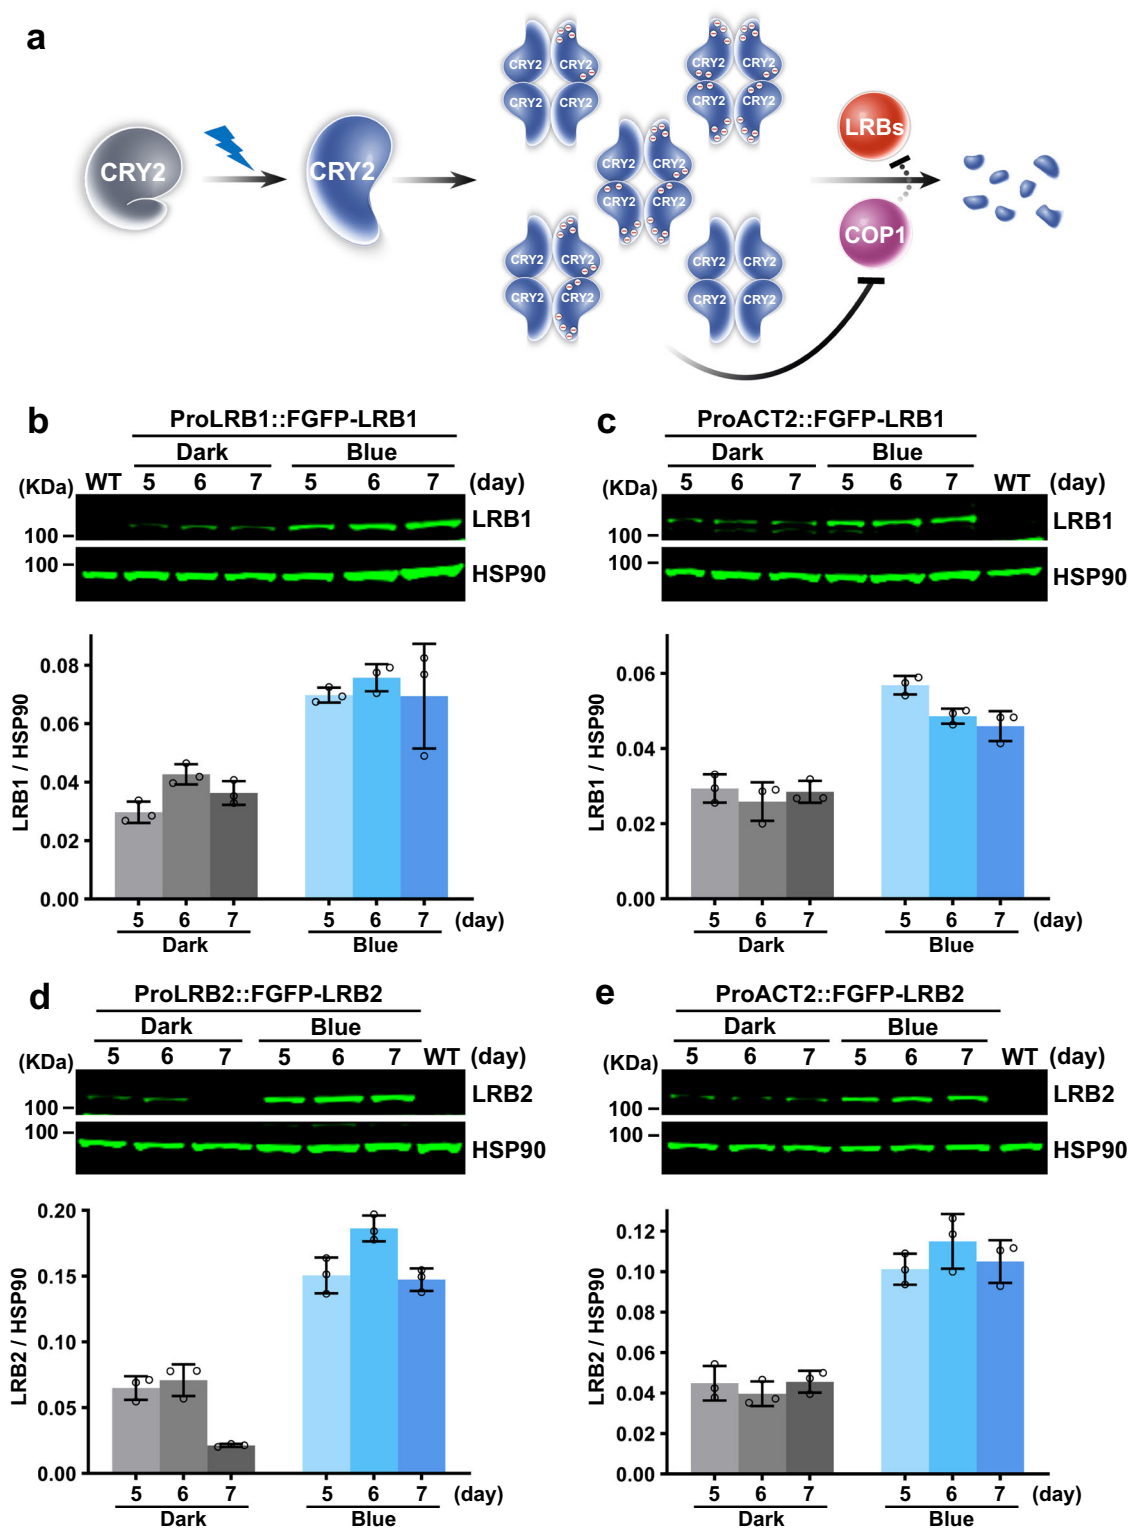 a
CRY2
CRY2
CRY2 CRY2
CRY2 CRY2
CRY2 CRY2
CRY2 CRY2
CRY2 CRY2
CRY2 CRY2
CRY2 CRY2
CRY2 CRY2
CRY2 CRY2
CRY2 CRY2
LRBs
COP1
b
ProLRB1::FGFP-LRB1
Dark Blue
(KDa) WT 5 6 7 5 6 7 (day)
LRB1
100
100
HSP90
LRB1 / HSP90
0.08
0.06
0.04
0.02
0.00
5 6 7 5 6 7 (day)
Dark Blue
c
ProACT2::FGFP-LRB1
Dark Blue
(KDa) 5 6 7 5 6 7 WT (day)
LRB1
100
100
HSP90
LRB1 / HSP90
0.06
0.04
0.02
0.00
5 6 7 5 6 7 (day)
Dark Blue
d
ProLRB2::FGFP-LRB2
Dark Blue
(KDa) 5 6 7 5 6 7 WT (day)
LRB2
100
100
HSP90
LRB2 / HSP90
0.20
0.15
0.10
0.05
0.00
5 6 7 5 6 7 (day)
Dark Blue
e
ProACT2::FGFP-LRB2
Dark Blue
(KDa) 5 6 7 5 6 7 WT (day)
LRB2
100
100
HSP90
LRB2 / HSP90
0.12
0.10
0.08
0.06
0.04
0.02
0.00
5 6 7 5 6 7 (day)
Dark Blue